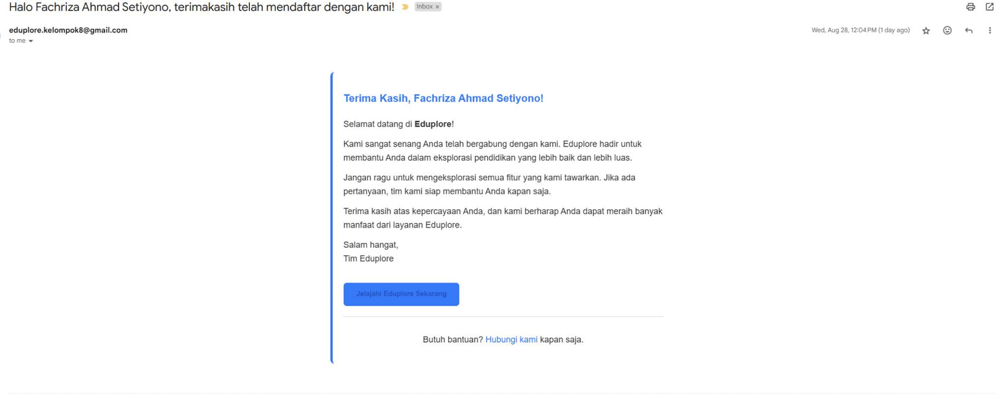 Halo Fachriza Ahmad Setiyono, terimakasih telah mendaftar dengan kami! Inbox ×
eduplore.kelompok8@gmail.com Wed, Aug 28, 12:04 PM (1 day ago)
to me
Terima Kasih, Fachriza Ahmad Setiyono!
Selamat datang di Eduplore!
Kami sangat senang Anda telah bergabung dengan kami. Eduplore hadir untuk
membantu Anda dalam eksplorasi pendidikan yang lebih baik dan lebih luas.
Jangan ragu untuk mengeksplorasi semua fitur yang kami tawarkan. Jika ada
pertanyaan, tim kami siap membantu Anda kapan saja.
Terima kasih atas kepercayaan Anda, dan kami berharap Anda dapat meraih banyak
manfaat dari layanan Eduplore.
Salam hangat,
Tim Eduplore
Jelajahi Eduplore Sekarang
Butuh bantuan? Hubungi kami kapan saja.